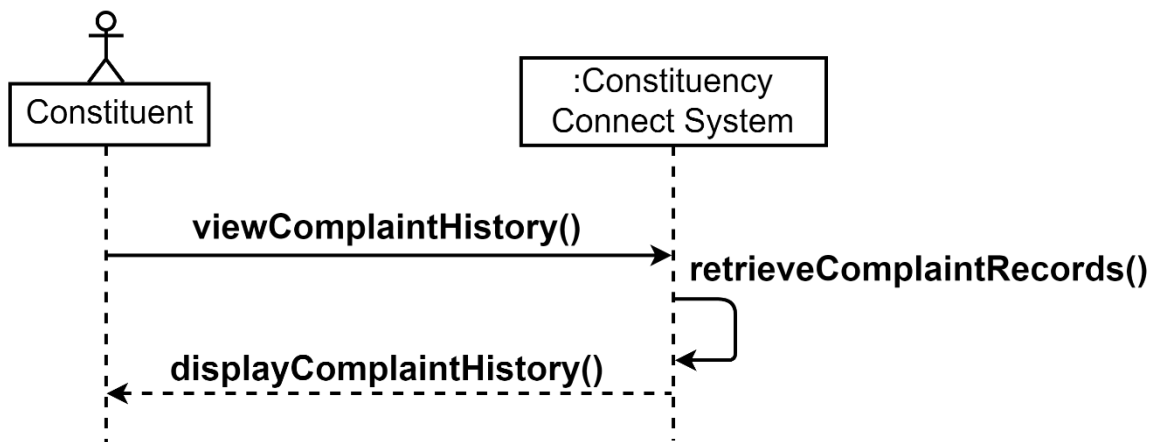 Constituent
:Constituency
Connect System
viewComplaintHistory()
retrieveComplaintRecords()
displayComplaintHistory()